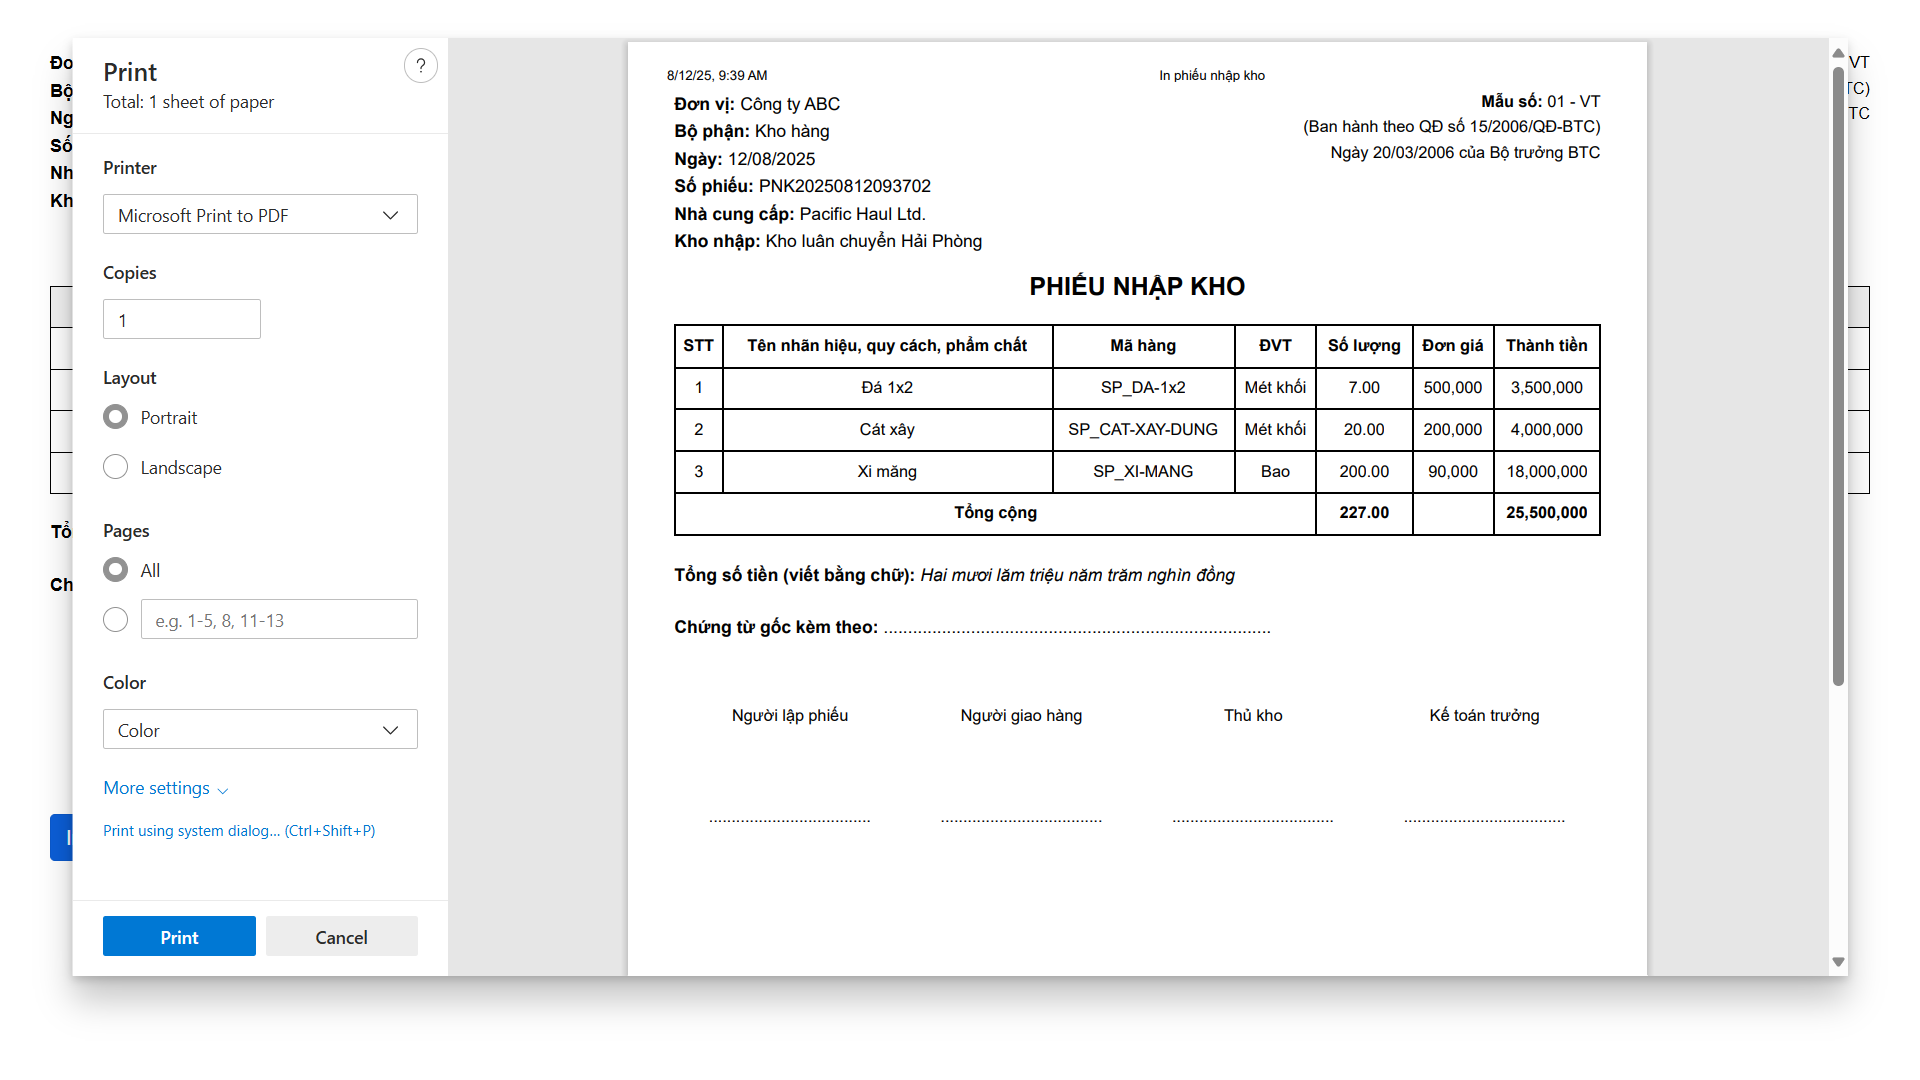 Print
Total: 1 sheet of paper
?
Printer
Microsoft Print to PDF
Copies
1
Layout
Portrait
Landscape
Pages
All
e.g. 1-5, 8, 11-13
Color
Color
More settings
Print using system dialog... (Ctrl+Shift+P)
Print
Cancel
8/12/25, 9:39 AM
In phiếu nhập kho
Đơn vị: Công ty ABC
Bộ phận: Kho hàng
Ngày: 12/08/2025
Số phiếu: PNK20250812093702
Nhà cung cấp: Pacific Haul Ltd.
Kho nhập: Kho luân chuyển Hải Phòng
Mẫu số: 01 - VT
(Ban hành theo QĐ số 15/2006/QĐ-BTC)
Ngày 20/03/2006 của Bộ trưởng BTC
PHIẾU NHẬP KHO
STT Tên nhãn hiệu, quy cách, phẩm chất Mã hàng ĐVT Số lượng Đơn giá Thành tiền
1 Đá 1x2 SP_DA-1x2 Mét khối 7.00 500,000 3,500,000
2 Cát xây SP_CAT-XAY-DUNG Mét khối 20.00 200,000 4,000,000
3 Xi măng SP_XI-MANG Bao 200.00 90,000 18,000,000
Tổng cộng 227.00 25,500,000
Tổng số tiền (viết bằng chữ): Hai mươi lăm triệu năm trăm nghìn đồng
Chứng từ gốc kèm theo: ................................................................................
Người lập phiếu Người giao hàng Thủ kho Kế toán trưởng
.................................... .................................... .................................... ....................................